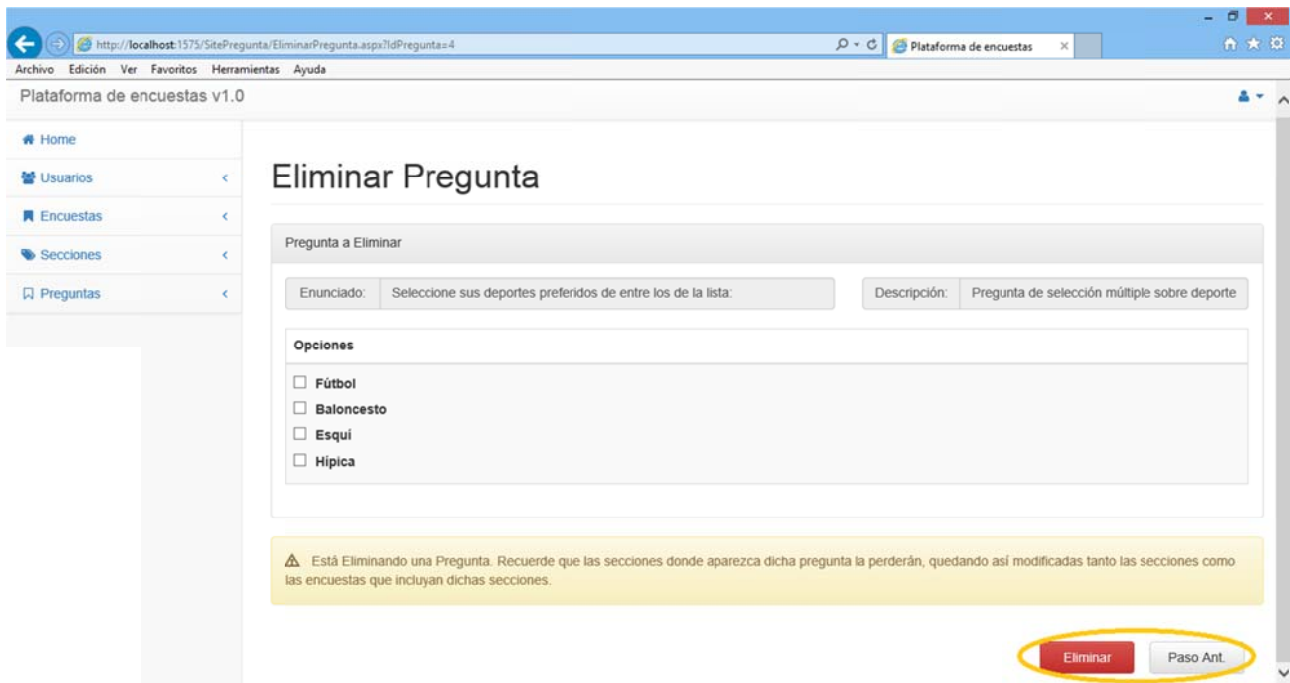 http://localhost:1575/SitePregunta/EliminarPregunta.aspx?IdPregunta=4
Plataforma de encuestas
Archivo Edición Ver Favoritos Herramientas Ayuda
Plataforma de encuestas v1.0
Home
Usuarios
Encuestas
Secciones
Preguntas
Eliminar Pregunta
Pregunta a Eliminar
Enunciado: Seleccione sus deportes preferidos de entre los de la lista:
Descripción: Pregunta de selección múltiple sobre deporte
Opciones
Fútbol
Baloncesto
Esquí
Hípica
Está Eliminando una Pregunta. Recuerde que las secciones donde aparezca dicha pregunta la perderán, quedando así modificadas tanto las secciones como
las encuestas que incluyan dichas secciones.
Eliminar
Paso Ant.